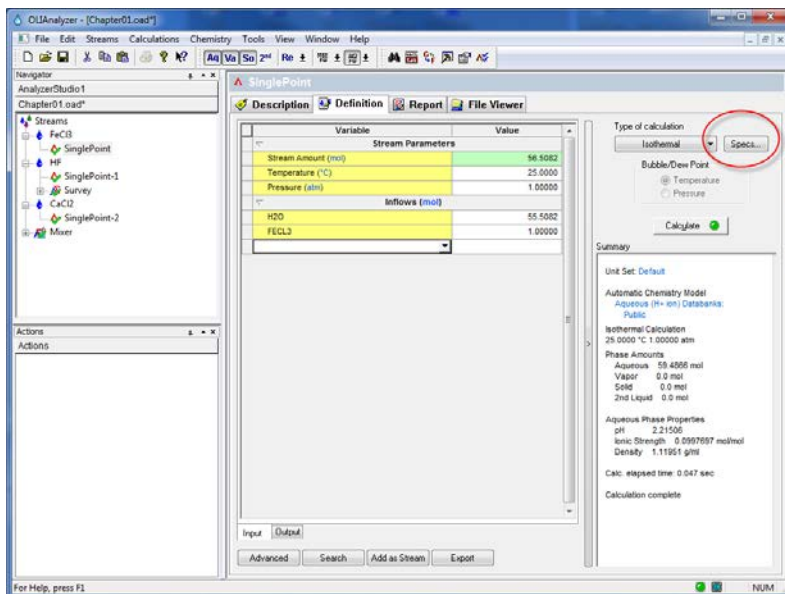 OLIAnalyzer - [Chapter01.oad*]
File Edit Streams Calculations Chemistry Tools View Window Help
Aq Va So 2nd Re
Navigator
AnalyzerStudio1
Chapter01.oad*
Streams
FeCl3
SinglePoint
HF
SinglePoint-1
Survey
CaCl2
SinglePoint-2
Mixer
Actions
Actions
SinglePoint
Description Definition Report File Viewer
Variable Value
Stream Parameters
Stream Amount (mol) 56.5082
Temperature (°C) 25.0000
Pressure (atm) 1.00000
Inflows (mol)
H2O 55.5082
FECL3 1.00000
Input Output
Advanced Search Add as Stream Export
Type of calculation
Isothermal Specs...
Bubble/Dew Point
Temperature
Pressure
Calculate
Summary
Unit Set: Default
Automatic Chemistry Model
Aqueous (H+ ion) Databanks:
Public
Isothermal Calculation
25.0000 °C 1.00000 atm
Phase Amounts
Aqueous 59.4866 mol
Vapor 0.0 mol
Solid 0.0 mol
2nd Liquid 0.0 mol
Aqueous Phase Properties
pH 2.21506
Ionic Strength 0.0997697 mol/mol
Density 1.11951 g/ml
Calc. elapsed time: 0.047 sec
Calculation complete
For Help, press F1
NUM